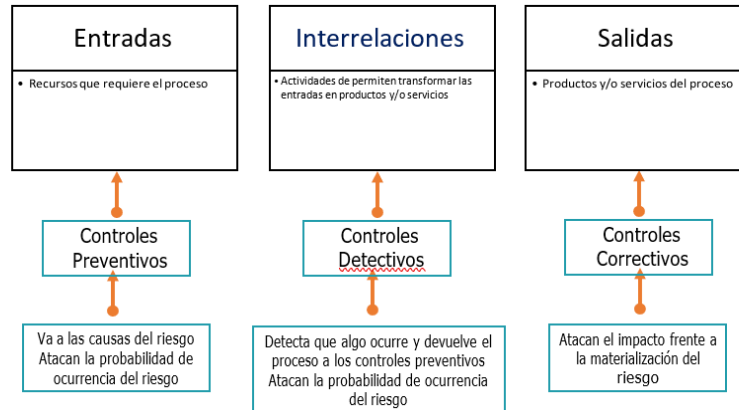 Entradas
• Recursos que requiere el proceso
Interrelaciones
• Actividades de permiten transformar las
entradas en productos y/o servicios
Salidas
• Productos y/o servicios del proceso
Controles
Preventivos
Controles
Detectivos
Controles
Correctivos
Va a las causas del riesgo
Atacan la probabilidad de
ocurrencia del riesgo
Detecta que algo ocurre y devuelve el
proceso a los controles preventivos
Atacan la probabilidad de ocurrencia
del riesgo
Atacan el impacto frente a
la materialización del
riesgo